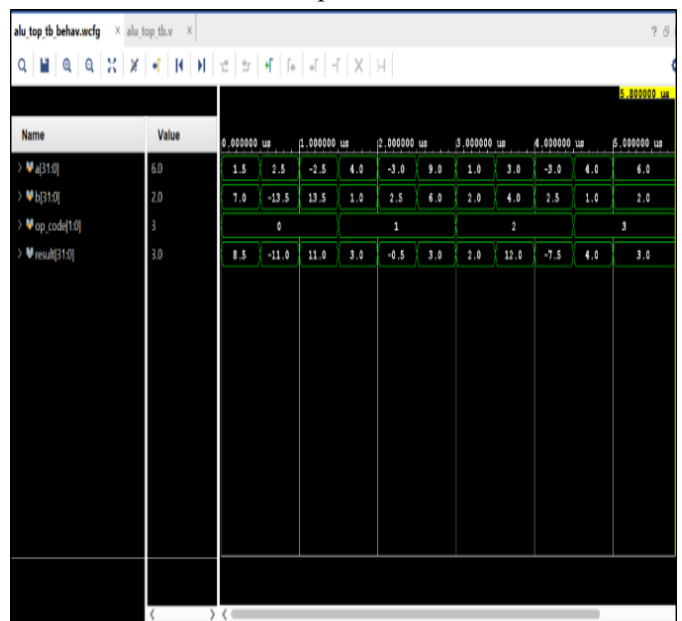 alu_top_tb_behav.wcfg × alu_top_tb.v ×
5.800000 us
Name Value 0.000000 us 1.000000 us 2.000000 us 3.000000 us 4.000000 us 5.000000 us
a[31:0] 6.0 1.5 2.5 -2.5 4.0 -3.0 9.0 1.0 3.0 -3.0 4.0 6.0
b[31:0] 2.0 7.0 -13.5 13.5 1.0 2.5 6.0 2.0 4.0 2.5 1.0 2.0
op_code[1:0] 3 0 1 2 3
result[31:0] 3.0 8.5 -11.0 11.0 3.0 -0.5 3.0 2.0 12.0 -7.5 4.0 3.0